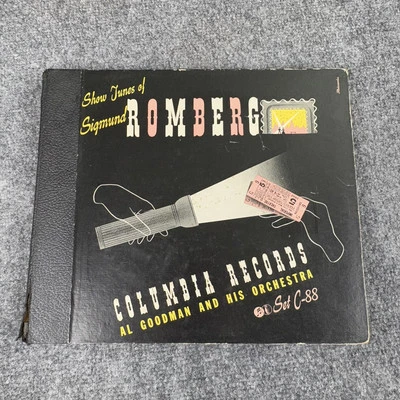 Show Tunes of
Sigmund
ROMBERG
COLUMBIA RECORDS
AL GOODMAN AND HIS ORCHESTRA
Set C-88